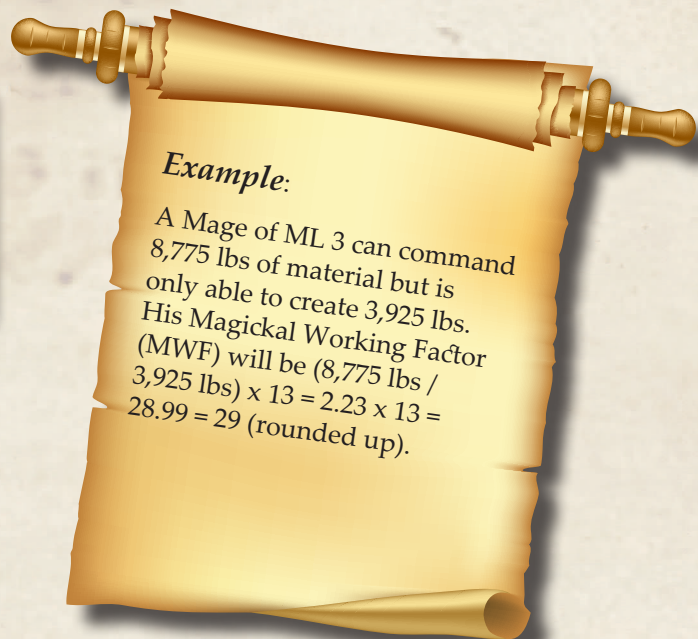 Example:
A Mage of ML 3 can command
8,775 lbs of material but is
only able to create 3,925 lbs.
His Magickal Working Factor
(MWF) will be (8,775 lbs /
3,925 lbs) x 13 = 2.23 x 13 =
28.99 = 29 (rounded up).